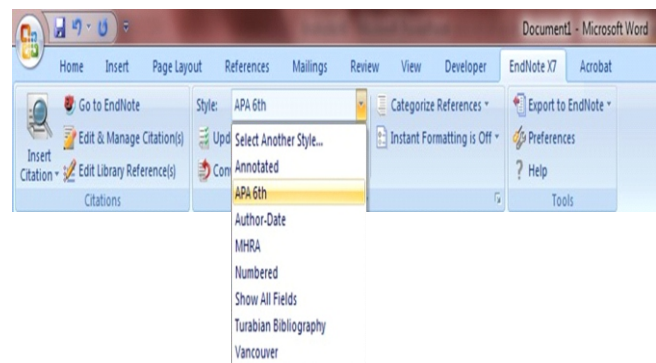 Document1 - Microsoft Word
Home Insert Page Layout References Mailings Review View Developer EndNote X7 Acrobat
Go to EndNote Style: APA 6th Categorize References Export to EndNote
Insert Citation Edit & Manage Citation(s) Upd Select Another Style... Instant Formatting is Off Preferences
Edit Library Reference(s) Con Annotated ? Help
Citations APA 6th Tools
Author-Date
MHRA
Numbered
Show All Fields
Turabian Bibliography
Vancouver